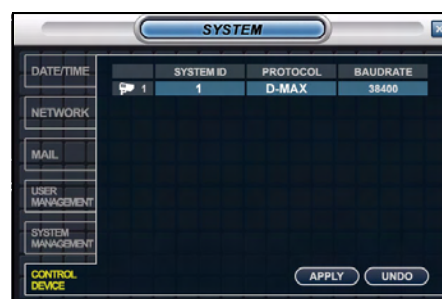 SYSTEM
DATE/TIME
NETWORK
MAIL
USER
MANAGEMENT
SYSTEM
MANAGEMENT
CONTROL
DEVICE
SYSTEM ID PROTOCOL BAUDRATE
1 1 D-MAX 38400
APPLY UNDO